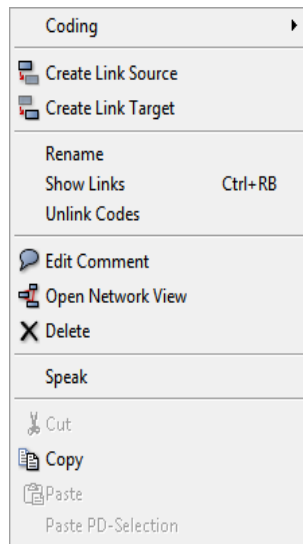 Coding
Create Link Source
Create Link Target
Rename
Show Links Ctrl+RB
Unlink Codes
Edit Comment
Open Network View
Delete
Speak
Cut
Copy
Paste
Paste PD-Selection